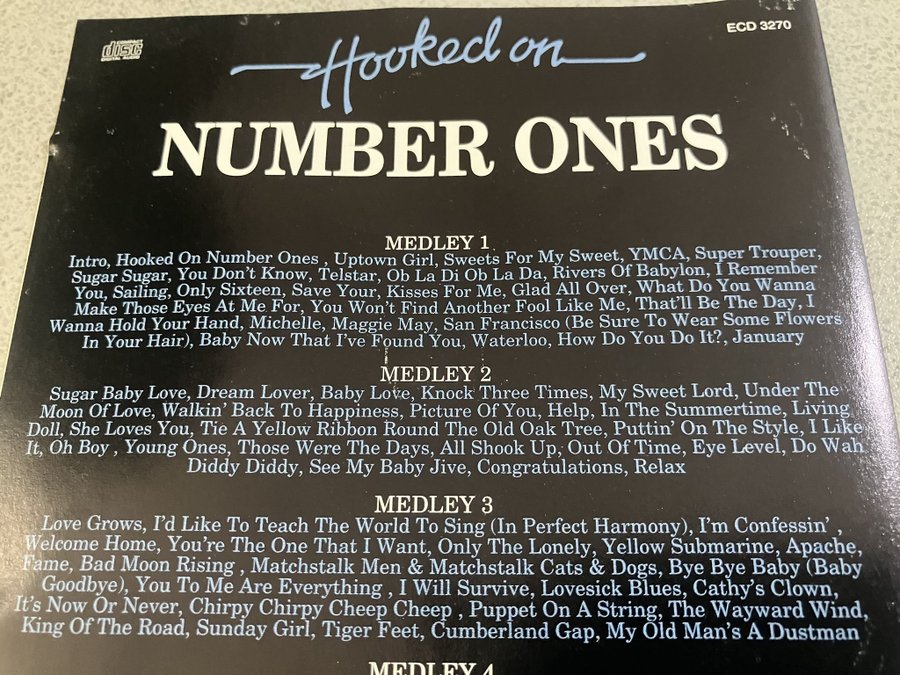 COMPACT
disc
DIGITAL AUDIO
ECD 3270
Hooked on
NUMBER ONES
MEDLEY 1
Intro, Hooked On Number Ones , Uptown Girl, Sweets For My Sweet, YMCA, Super Trouper,
Sugar Sugar, You Don't Know, Telstar, Ob La Di Ob La Da, Rivers Of Babylon, I Remember
You, Sailing, Only Sixteen, Save Your, Kisses For Me, Glad All Over, What Do You Wanna
Make Those Eyes At Me For, You Won't Find Another Fool Like Me, That'll Be The Day, I
Wanna Hold Your Hand, Michelle, Maggie May, San Francisco (Be Sure To Wear Some Flowers
In Your Hair), Baby Now That I've Found You, Waterloo, How Do You Do It?, January
MEDLEY 2
Sugar Baby Love, Dream Lover, Baby Love, Knock Three Times, My Sweet Lord, Under The
Moon Of Love, Walkin' Back To Happiness, Picture Of You, Help, In The Summertime, Living
Doll, She Loves You, Tie A Yellow Ribbon Round The Old Oak Tree, Puttin' On The Style, I Like
It, Oh Boy , Young Ones, Those Were The Days, All Shook Up, Out Of Time, Eye Level, Do Wah
Diddy Diddy, See My Baby Jive, Congratulations, Relax
MEDLEY 3
Love Grows, I'd Like To Teach The World To Sing (In Perfect Harmony), I'm Confessin' ,
Welcome Home, You're The One That I Want, Only The Lonely, Yellow Submarine, Apache,
Fame, Bad Moon Rising , Matchstalk Men & Matchstalk Cats & Dogs, Bye Bye Baby (Baby
Goodbye), You To Me Are Everything , I Will Survive, Lovesick Blues, Cathy's Clown,
It's Now Or Never, Chirpy Chirpy Cheep Cheep , Puppet On A String, The Wayward Wind,
King Of The Road, Sunday Girl, Tiger Feet, Cumberland Gap, My Old Man's A Dustman
MEDLEY 4